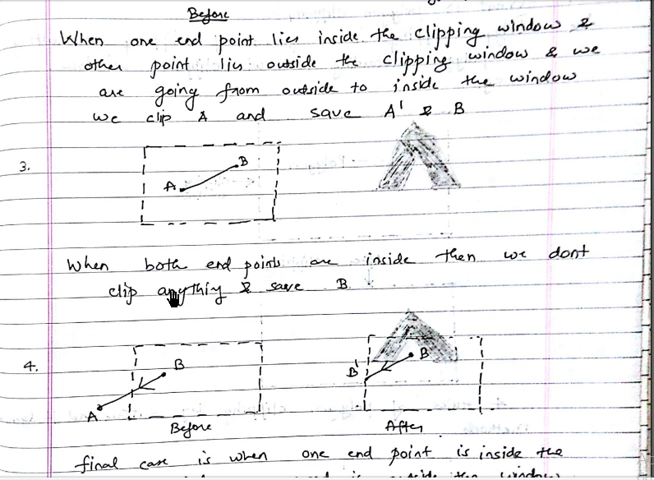 Before
When one end point lies inside the clipping window &
other point lies outside the clipping window & we
are going from outside to inside the window
we clip A and save A' & B
3.
A B
When both end points are inside then we dont
clip anything & save B.
4.
B B' B
A
Before After
final case is when one end point is inside the